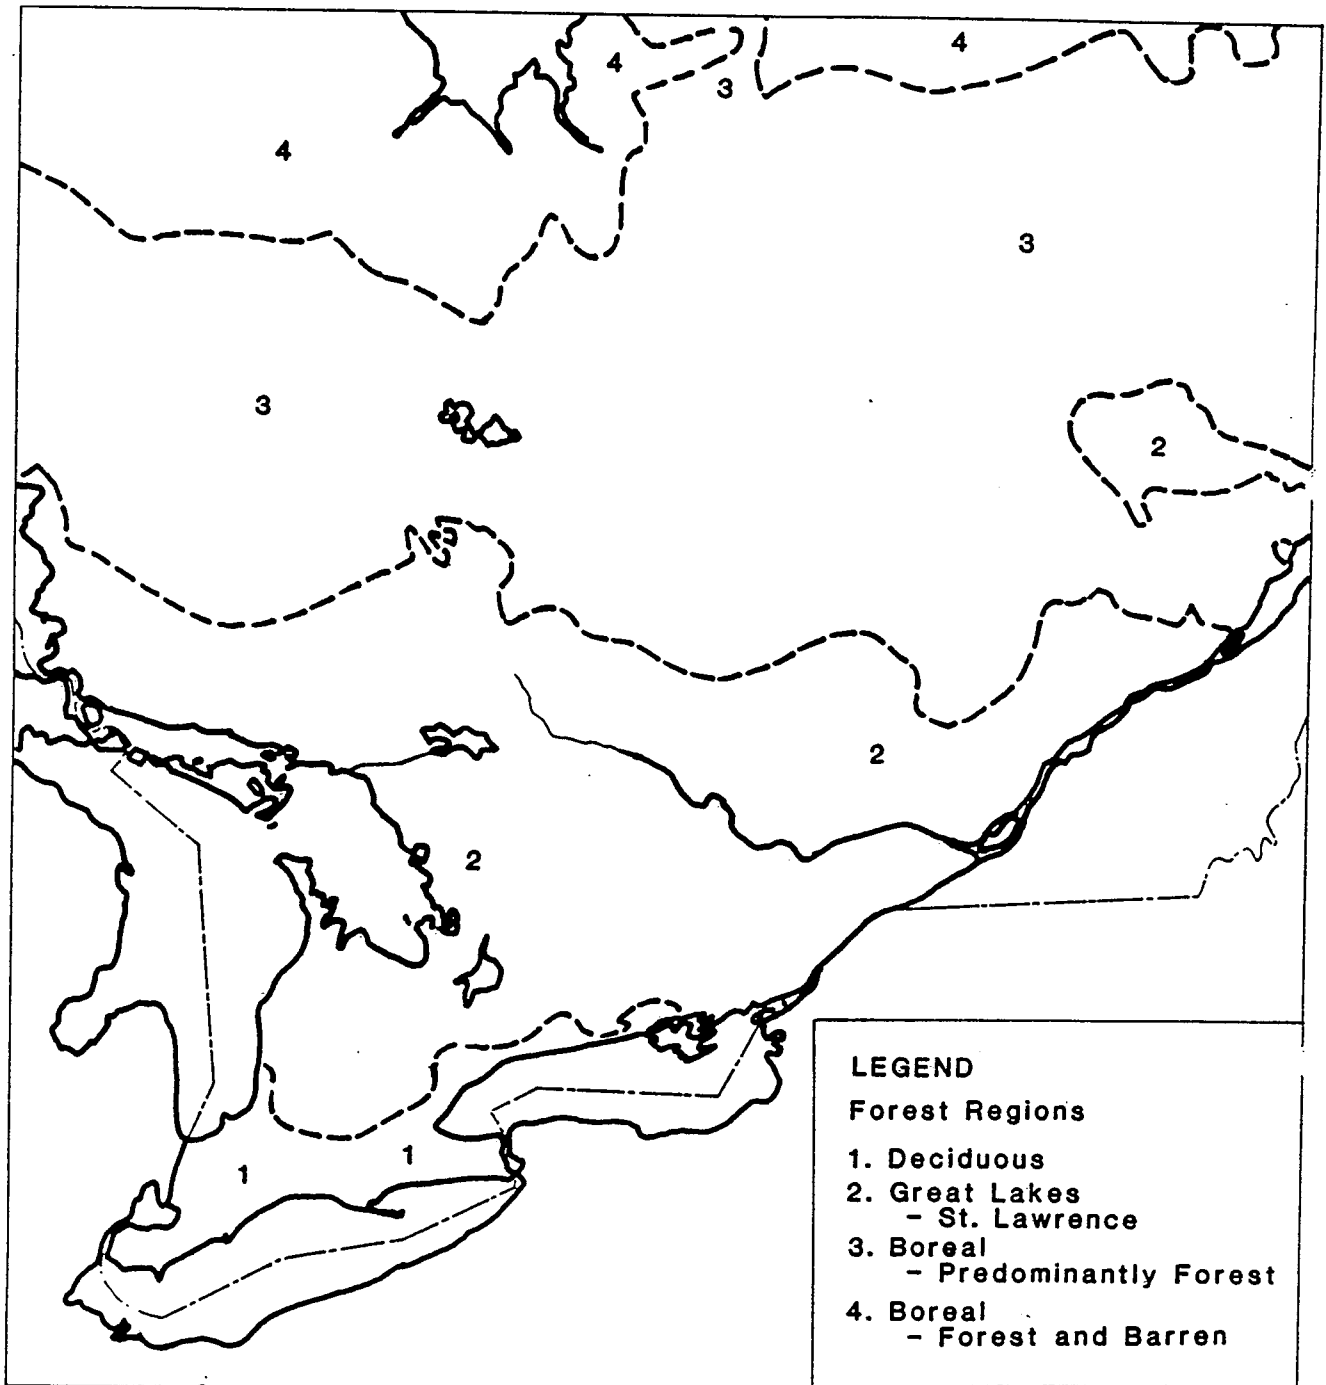 4
4
4
3
3
3
2
2
2
1
1
LEGEND
Forest Regions
1. Deciduous
2. Great Lakes
- St. Lawrence
3. Boreal
- Predominantly Forest
4. Boreal
- Forest and Barren